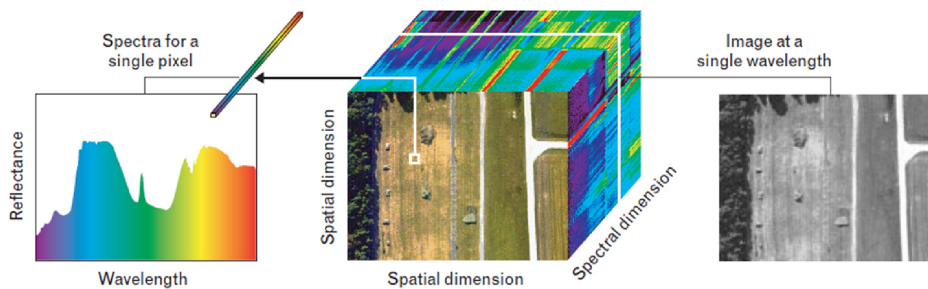 Spectra for a
single pixel
Reflectance
Wavelength
Spatial dimension
Spatial dimension
Spectral dimension
Image at a
single wavelength